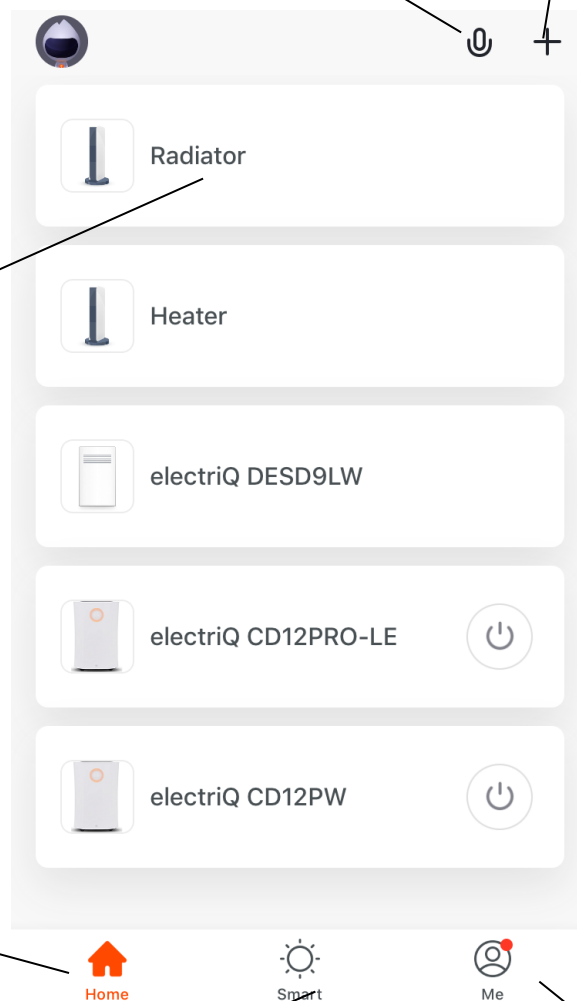 Radiator
Heater
electriQ DESD9LW
electriQ CD12PRO-LE
electriQ CD12PW
Home
Smart
Me